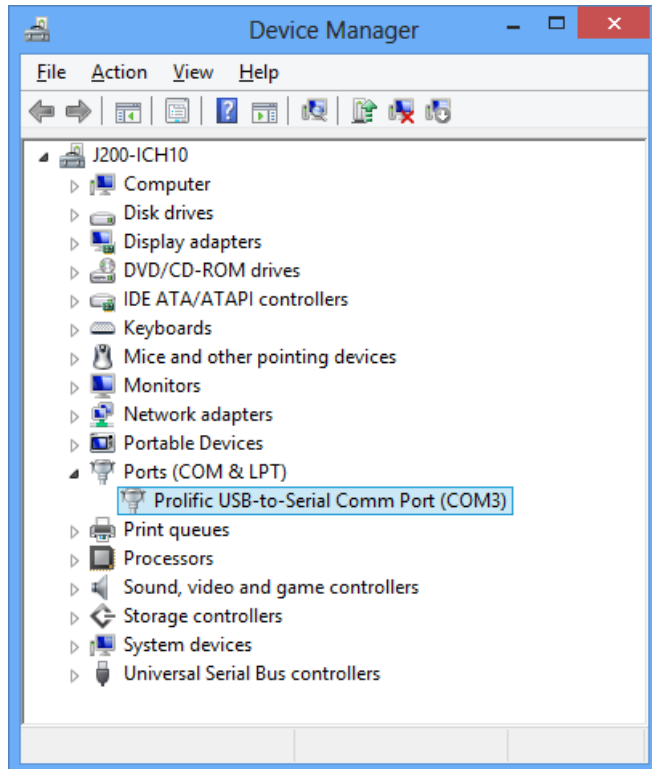 Device Manager
File Action View Help
J200-ICH10
Computer
Disk drives
Display adapters
DVD/CD-ROM drives
IDE ATA/ATAPI controllers
Keyboards
Mice and other pointing devices
Monitors
Network adapters
Portable Devices
Ports (COM & LPT)
Prolific USB-to-Serial Comm Port (COM3)
Print queues
Processors
Sound, video and game controllers
Storage controllers
System devices
Universal Serial Bus controllers